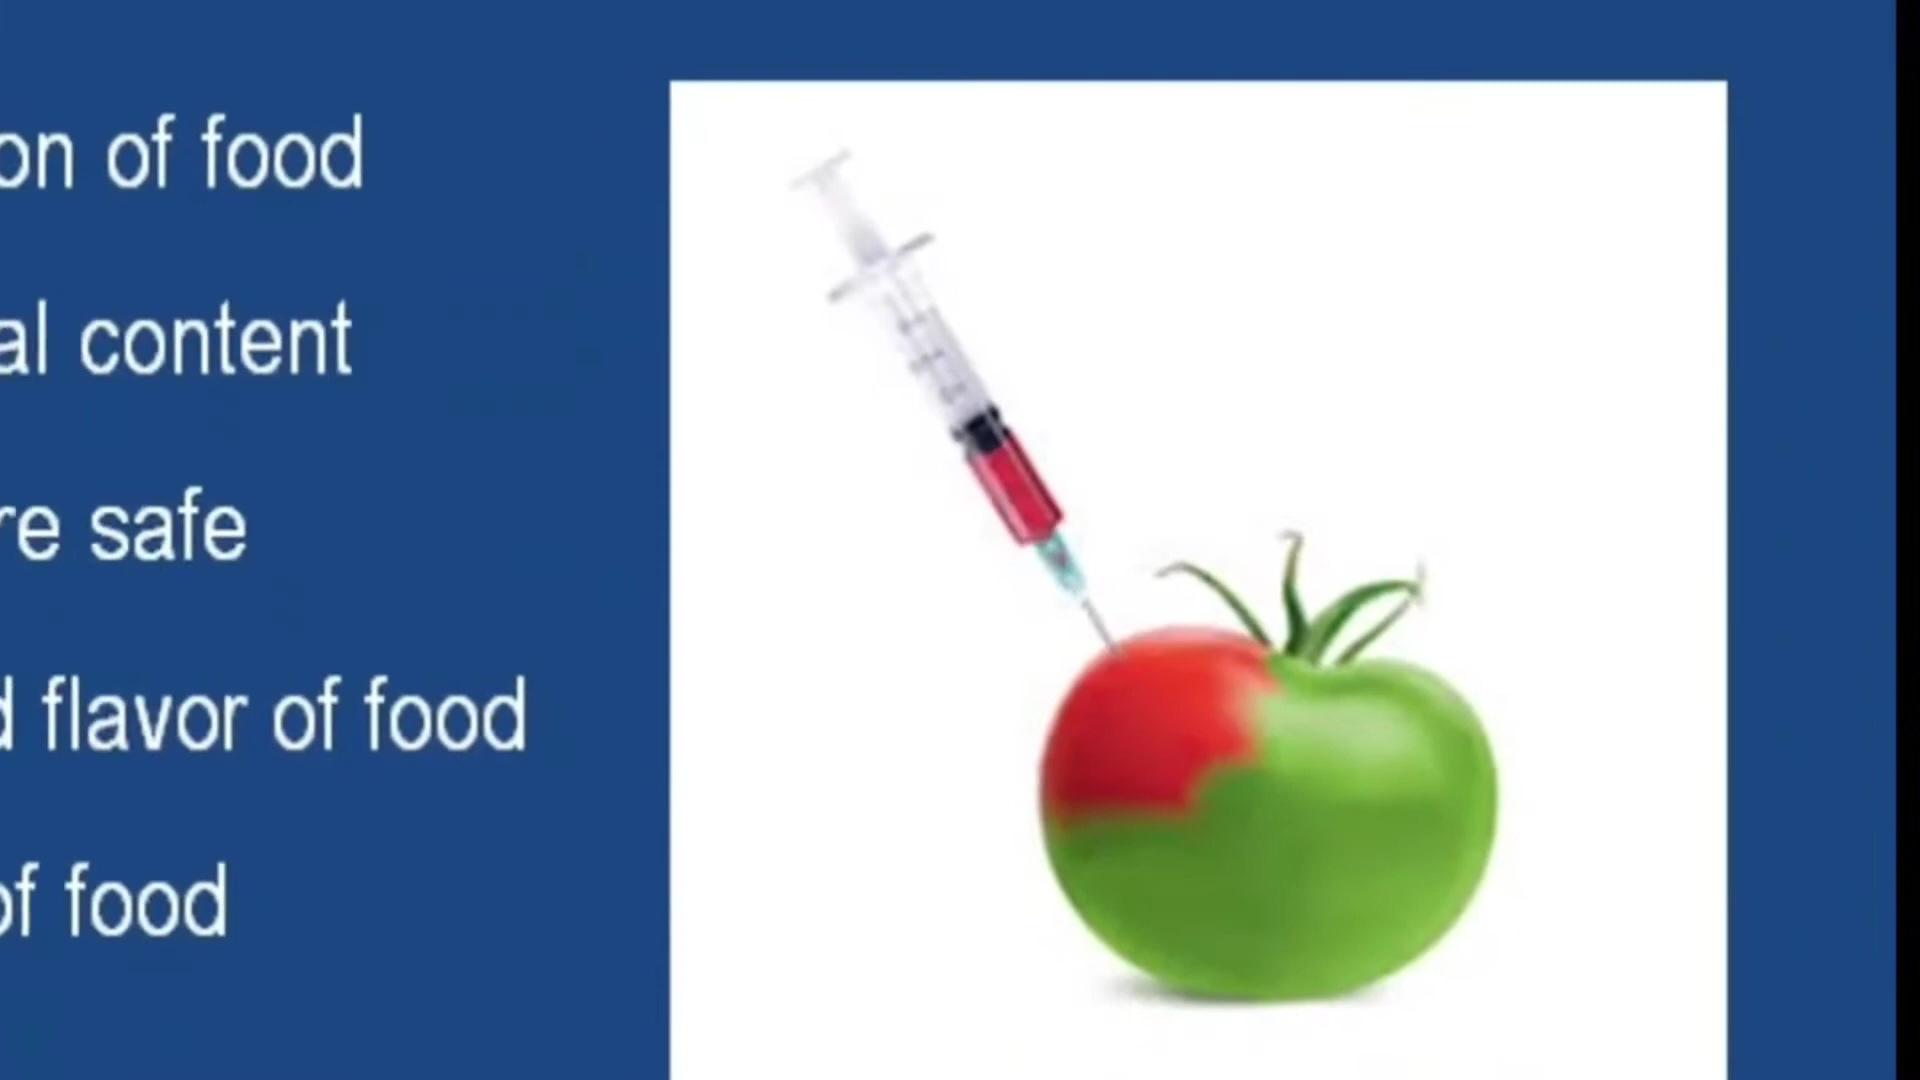 on of food
al content
re safe
d flavor of food
of food